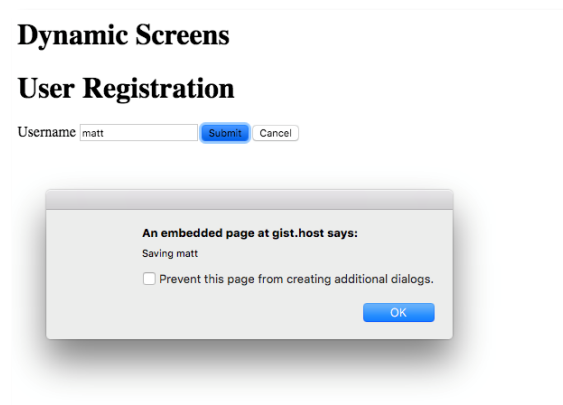 Dynamic Screens
User Registration
Username matt Submit Cancel
An embedded page at gist.host says:
Saving matt
Prevent this page from creating additional dialogs.
OK